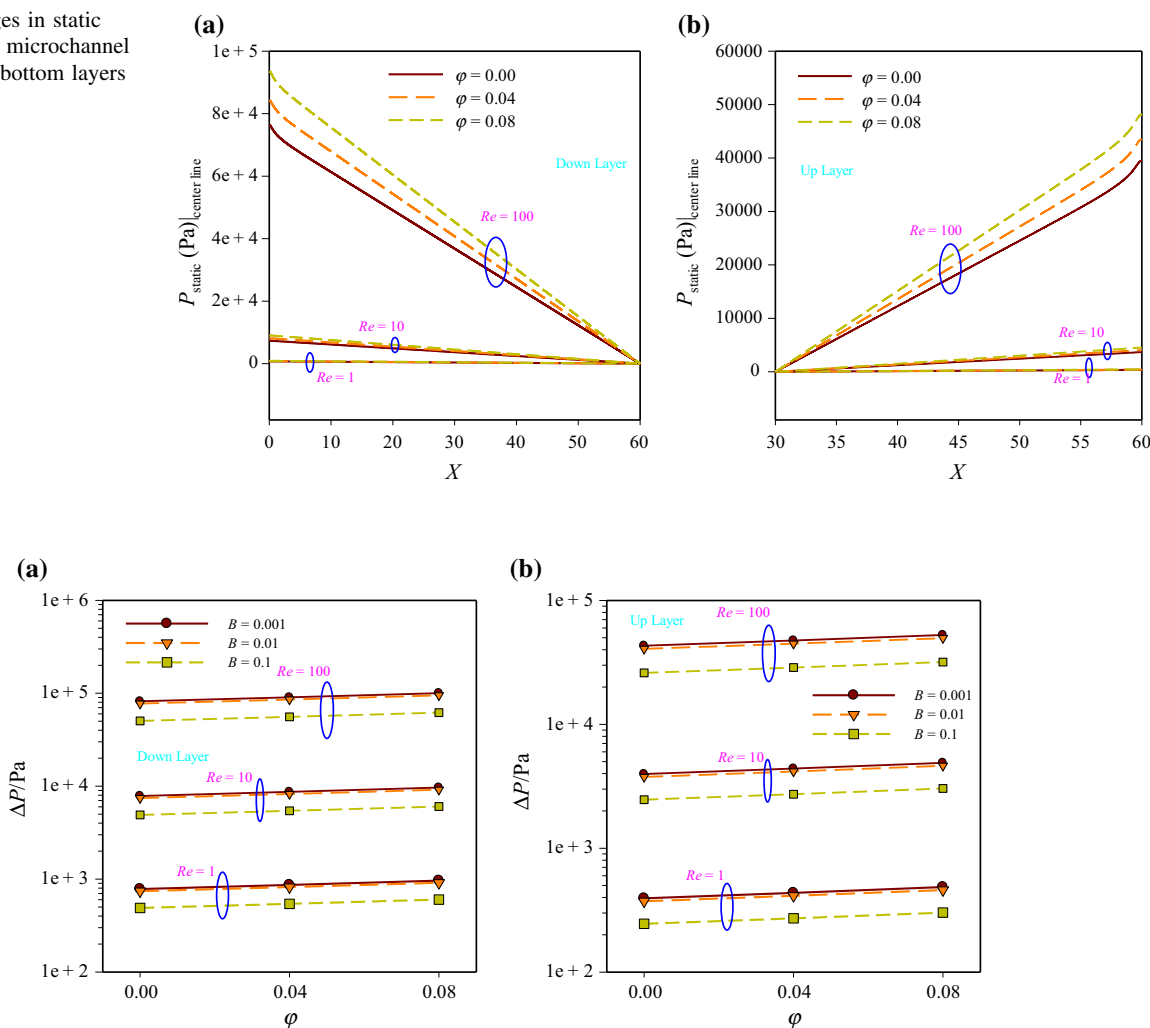 ges in static
microchannel
bottom layers
(a)
1e + 5
8e + 4
6e + 4
4e + 4
2e + 4
0
P static (Pa)|center line
φ = 0.00
φ = 0.04
φ = 0.08
Down Layer
Re = 100
Re = 10
Re = 1
0 10 20 30 40 50 60
X
(b)
60000
50000
40000
30000
20000
10000
0
P static (Pa)|center line
φ = 0.00
φ = 0.04
φ = 0.08
Up Layer
Re = 100
Re = 10
Re = 1
30 35 40 45 50 55 60
X
(a)
1e + 6
1e + 5
1e + 4
1e + 3
1e + 2
ΔP/Pa
B = 0.001
B = 0.01
B = 0.1
Re = 100
Down Layer
Re = 10
Re = 1
0.00 0.04 0.08
φ
(b)
1e + 5
1e + 4
1e + 3
1e + 2
ΔP/Pa
Up Layer
Re = 100
B = 0.001
B = 0.01
B = 0.1
Re = 10
Re = 1
0.00 0.04 0.08
φ